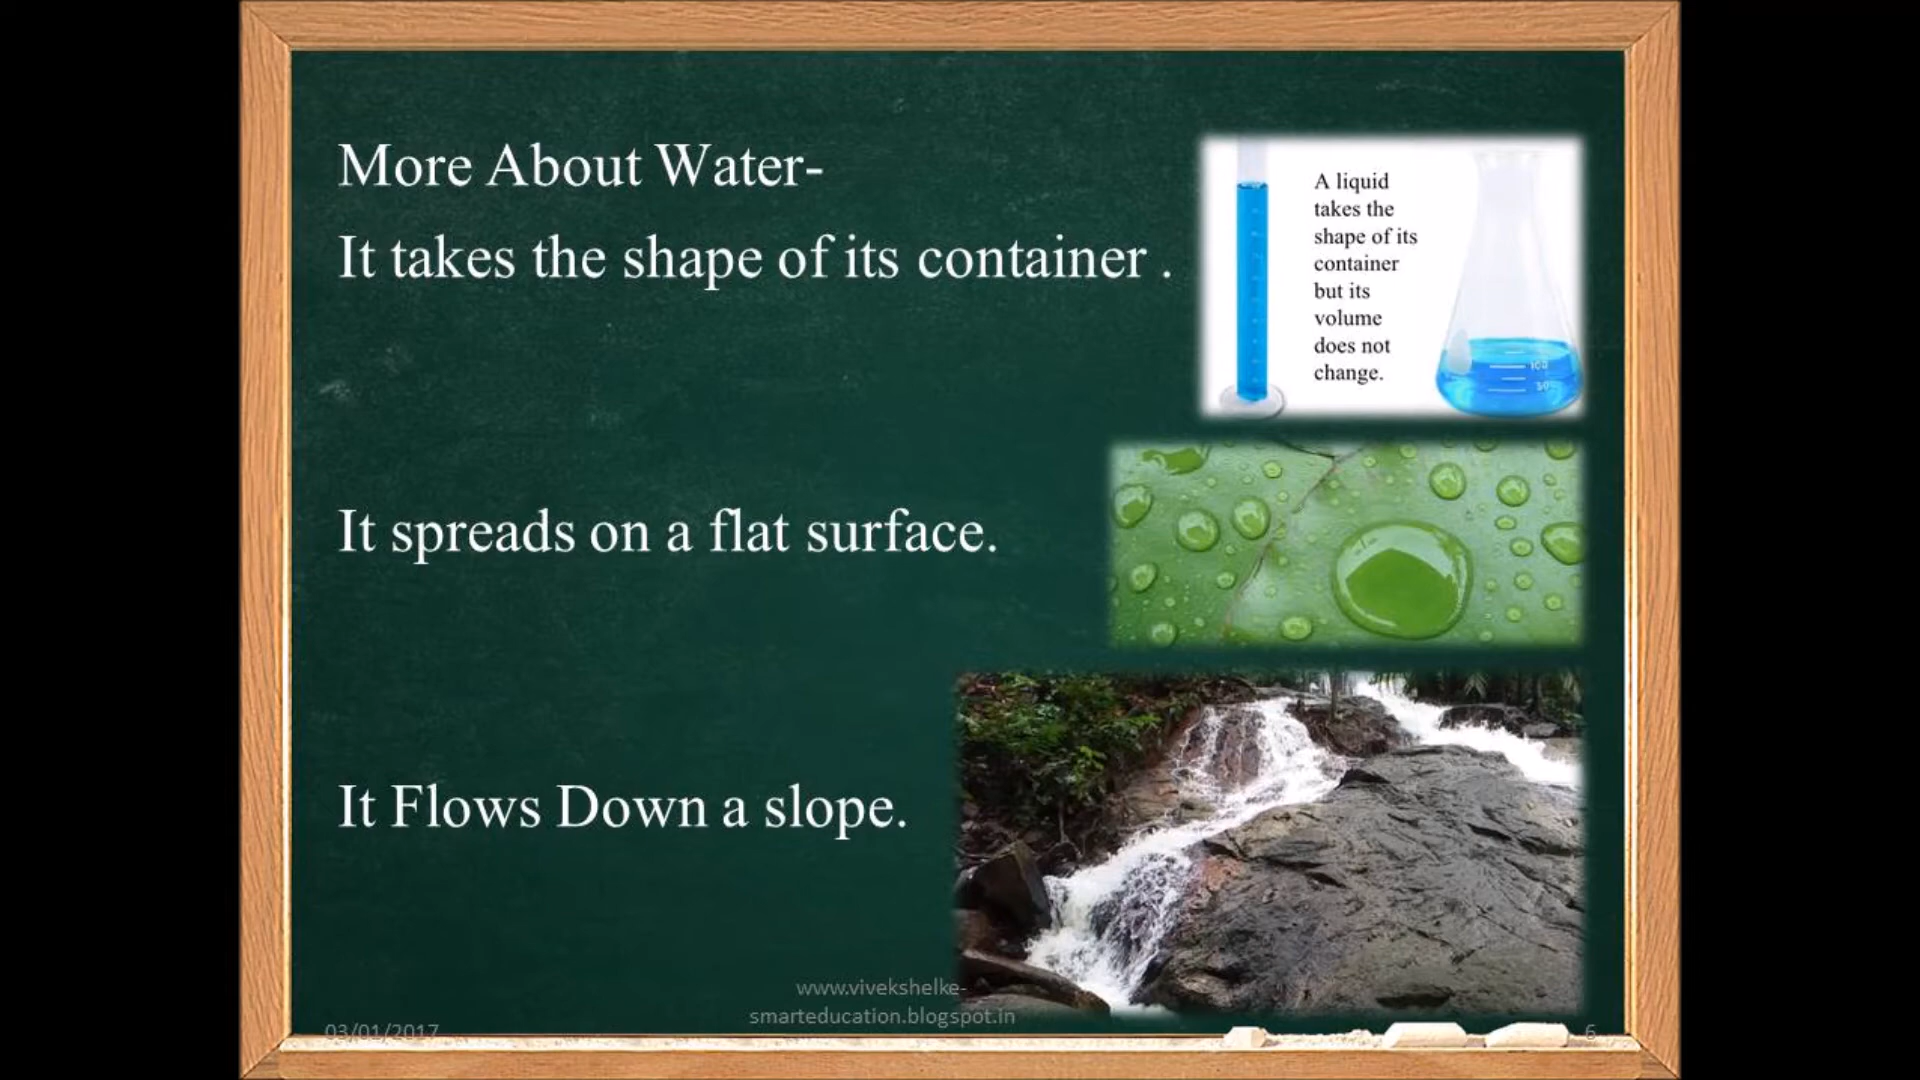 More About Water-
It takes the shape of its container .
A liquid
takes the
shape of its
container
but its
volume
does not
change.
100
50
It spreads on a flat surface.
It Flows Down a slope.
www.vivekshelke-
smarteducation.blogspot.in
03/01/2017
6